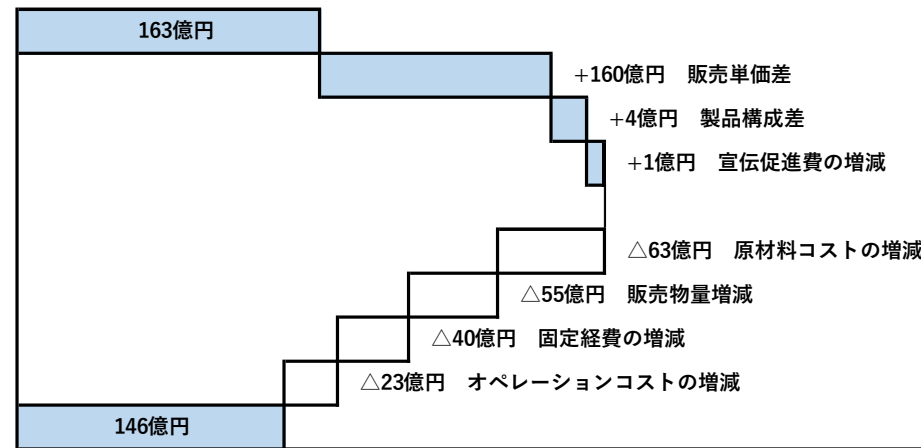 163億円
+160億円　販売単価差
+4億円　製品構成差
+1億円　宣伝促進費の増減
△63億円　原材料コストの増減
△55億円　販売物量増減
△40億円　固定経費の増減
△23億円　オペレーションコストの増減
146億円